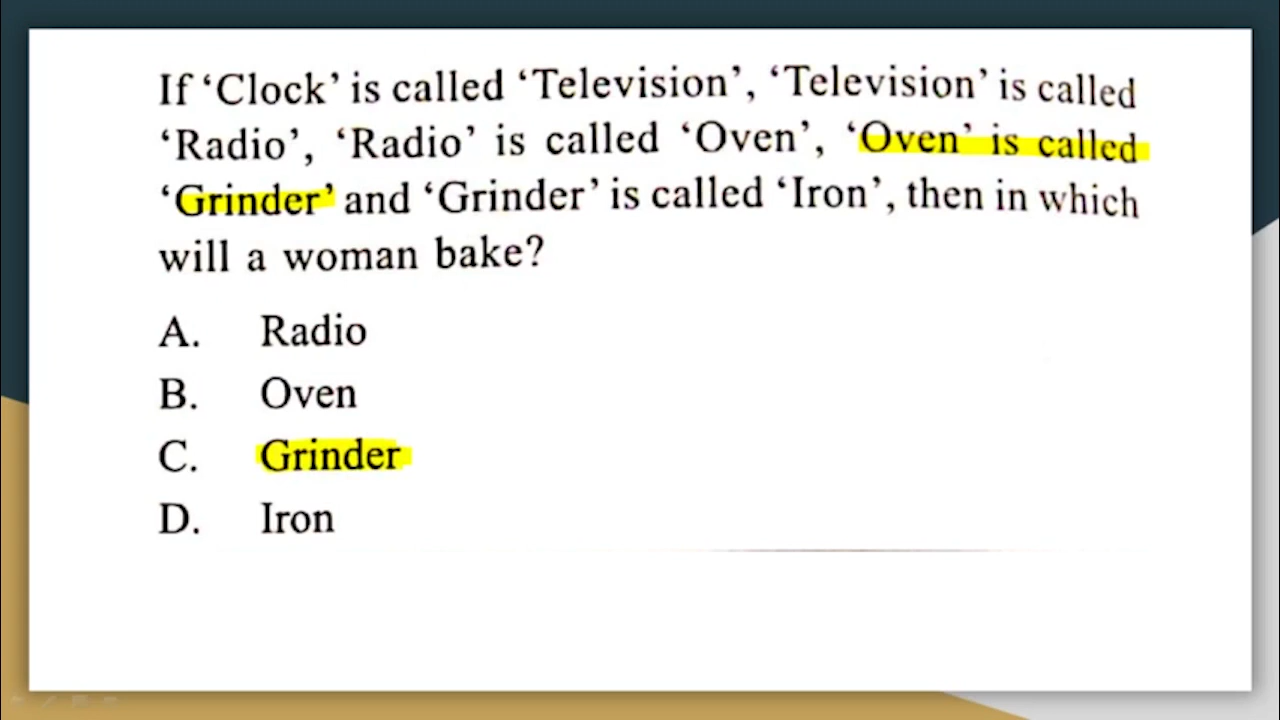 If ‘Clock’ is called ‘Television’, ‘Television’ is called
‘Radio’, ‘Radio’ is called ‘Oven’, ‘Oven’ is called
‘Grinder’ and ‘Grinder’ is called ‘Iron’, then in which
will a woman bake?
A. Radio
B. Oven
C. Grinder
D. Iron